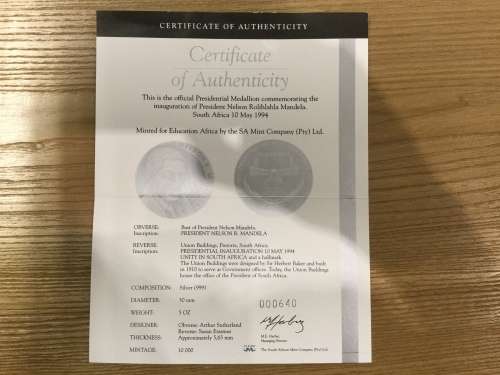 CERTIFICATE OF AUTHENTICITY
Certificate
of Authenticity
This is the official Presidential Medallion commemorating the
inauguration of President Nelson Rolihlahla Mandela.
South Africa 10 May 1994
Minted for Education Africa by the SA Mint Company (Pty) Ltd.
OBVERSE: Bust of President Nelson Mandela.
Inscription: PRESIDENT NELSON R. MANDELA
REVERSE: Union Buildings, Pretoria, South Africa.
Inscription: PRESIDENTIAL INAUGURATION 10 MAY 1994
UNITY IN SOUTH AFRICA and a hallmark.
The Union Buildings were designed by Sir Herbert Baker and built
in 1910 to serve as Government offices. Today, the Union Buildings
house the office of the President of South Africa.
COMPOSITION: Silver (999)
DIAMETER: 50 mm
WEIGHT: 5 OZ
DESIGNER: Obverse: Arthur Sutherland
Reverse: Susan Erasmus
THICKNESS: Approximately 5,65 mm
MINTAGE: 10 000
000640
Managing Director
The South African Mint Company (Pty) Ltd.